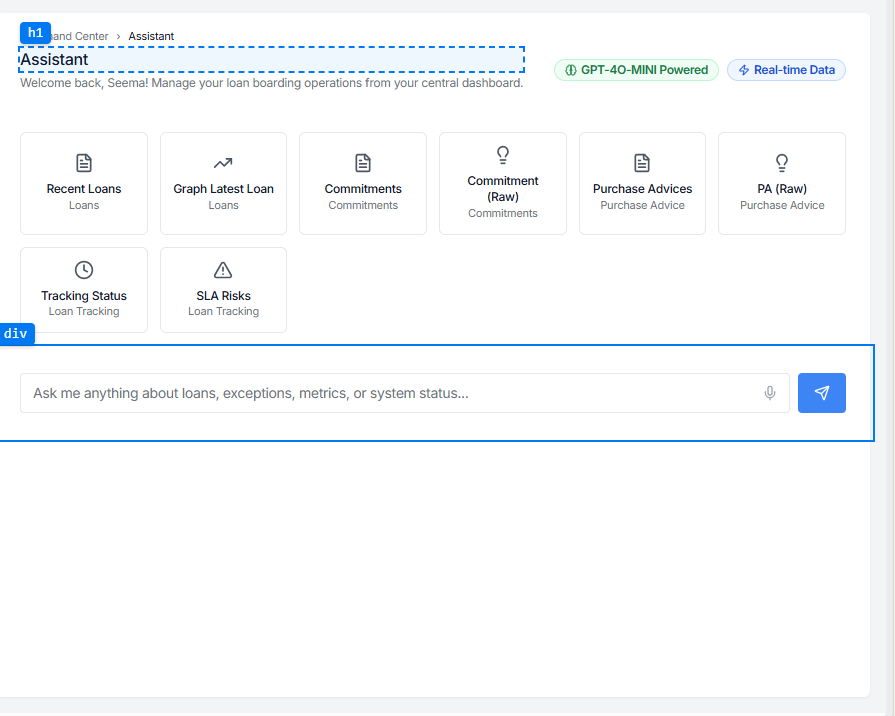 h1
and Center › Assistant
Assistant
Welcome back, Seema! Manage your loan boarding operations from your central dashboard.
GPT-4O-MINI Powered
Real-time Data
Recent Loans
Loans
Graph Latest Loan
Loans
Commitments
Commitments
Commitment
(Raw)
Commitments
Purchase Advices
Purchase Advice
PA (Raw)
Purchase Advice
Tracking Status
Loan Tracking
SLA Risks
Loan Tracking
div
Ask me anything about loans, exceptions, metrics, or system status...